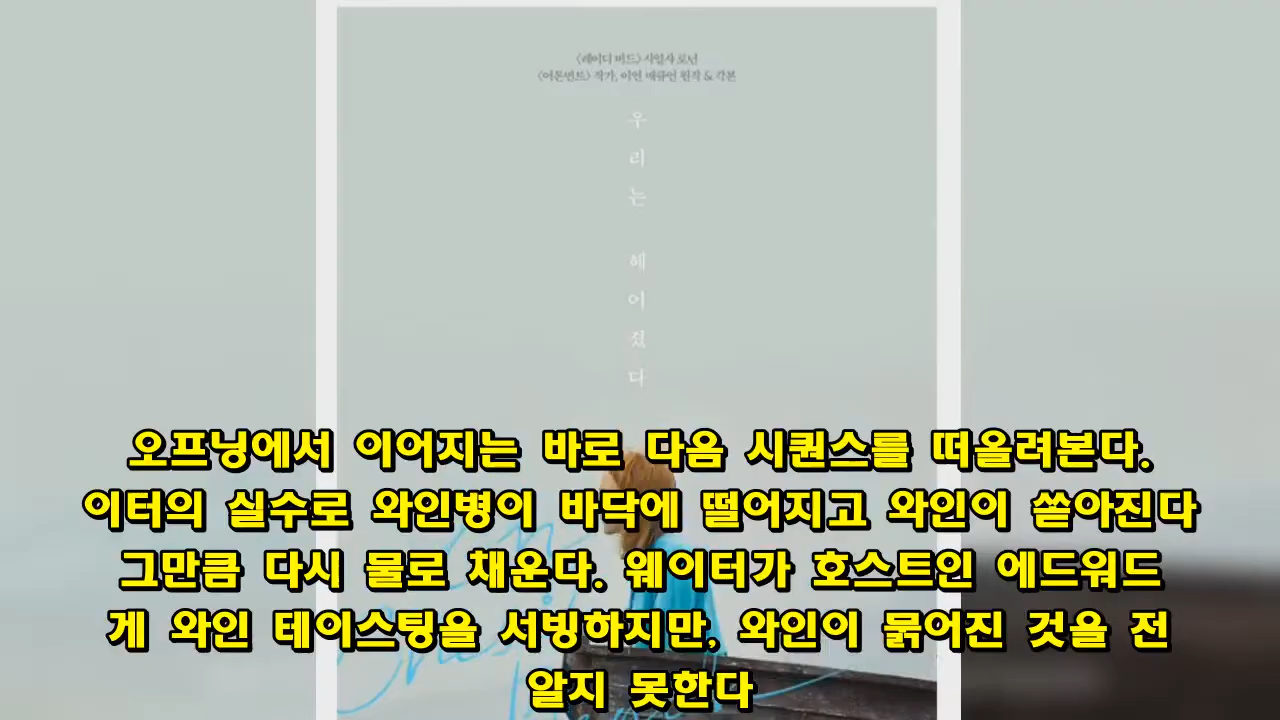 <레이디 버드> 시얼샤 로넌
<어톤먼트> 작가, 이언 매큐언 원작 & 각본
우
리
는
헤
어
졌
다
오프닝에서 이어지는 바로 다음 시퀀스를 떠올려본다.
이터의 실수로 와인병이 바닥에 떨어지고 와인이 쏟아진다
그만큼 다시 물로 채운다. 웨이터가 호스트인 에드워드
게 와인 테이스팅을 서빙하지만, 와인이 묽어진 것을 전
알지 못한다